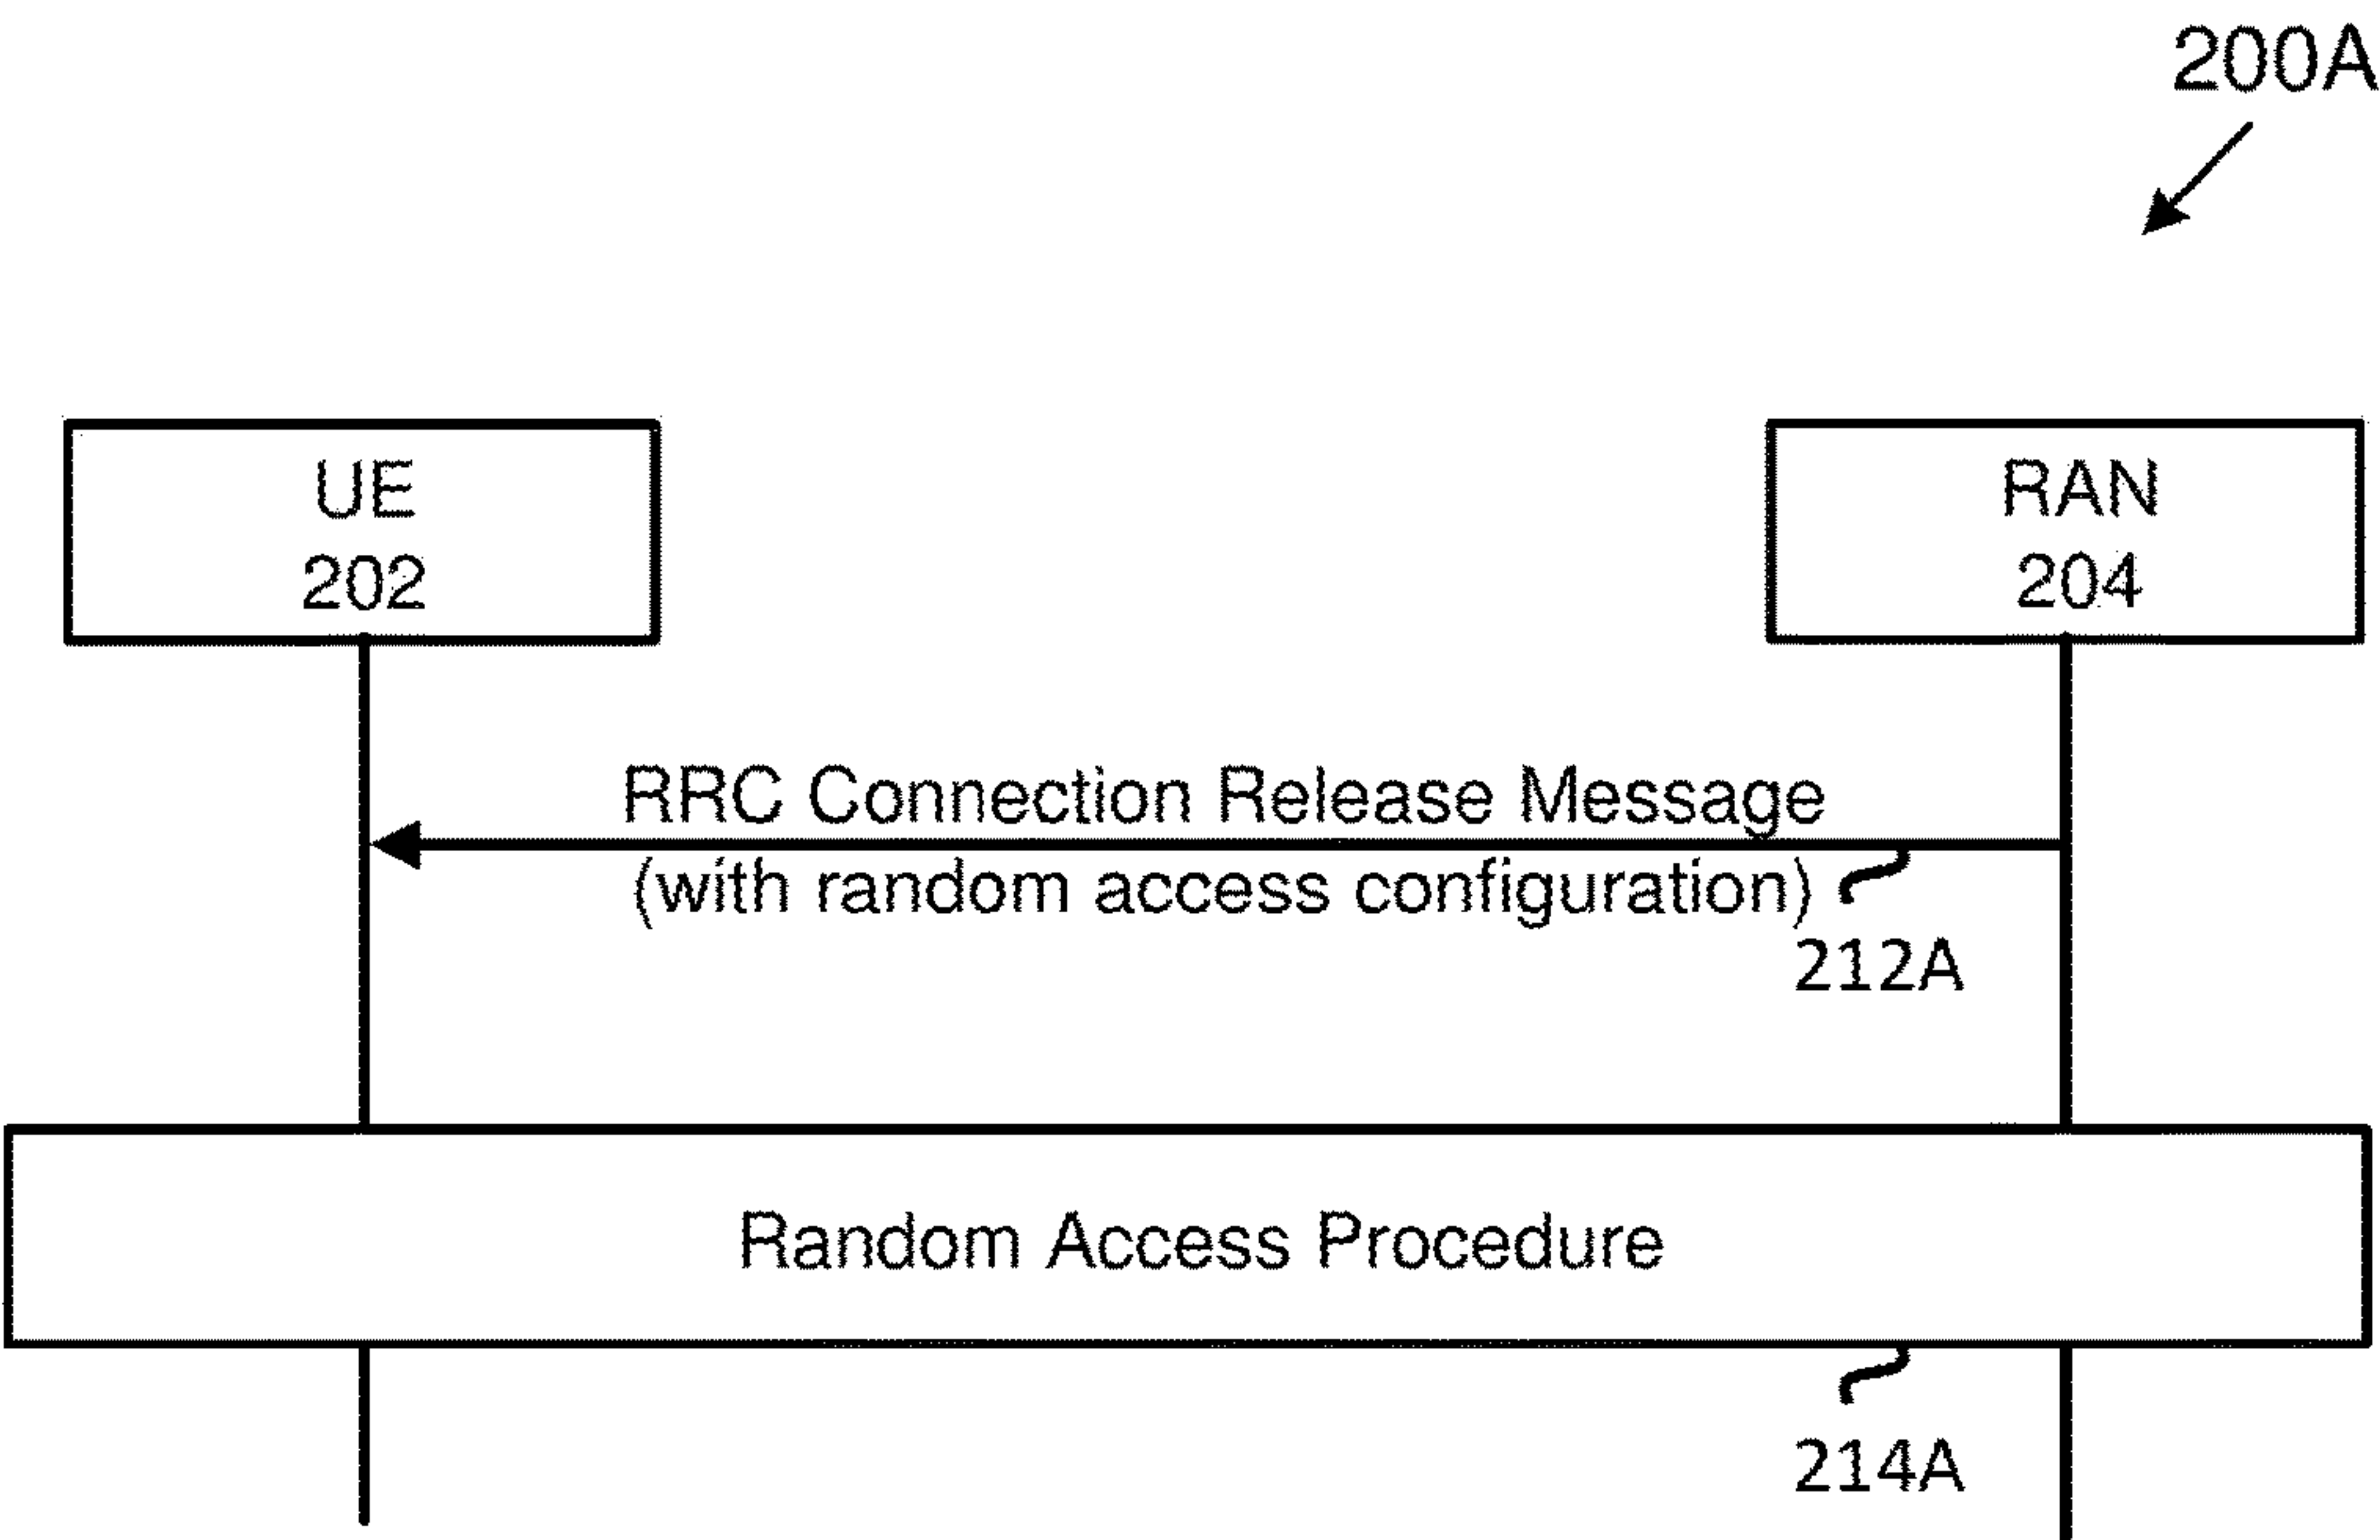 200A
UE
202
RAN
204
RRC Connection Release Message
(with random access configuration)
212A
Random Access Procedure
214A